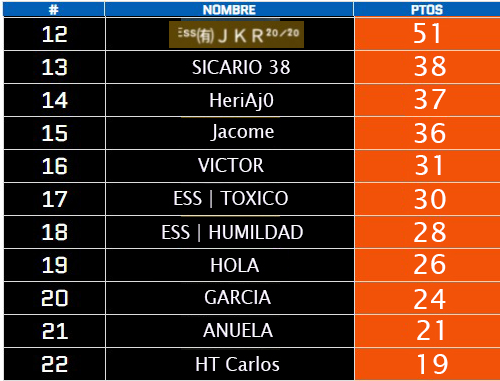 # NOMBRE PTOS
12 ᴱˢˢ㈲ J K R²⁰/²⁰ 51
13 SICARIO 38 38
14 HeriAj0 37
15 Jacome 36
16 VICTOR 31
17 ESS | TOXICO 30
18 ESS | HUMILDAD 28
19 HOLA 26
20 GARCIA 24
21 ANUELA 21
22 HT Carlos 19